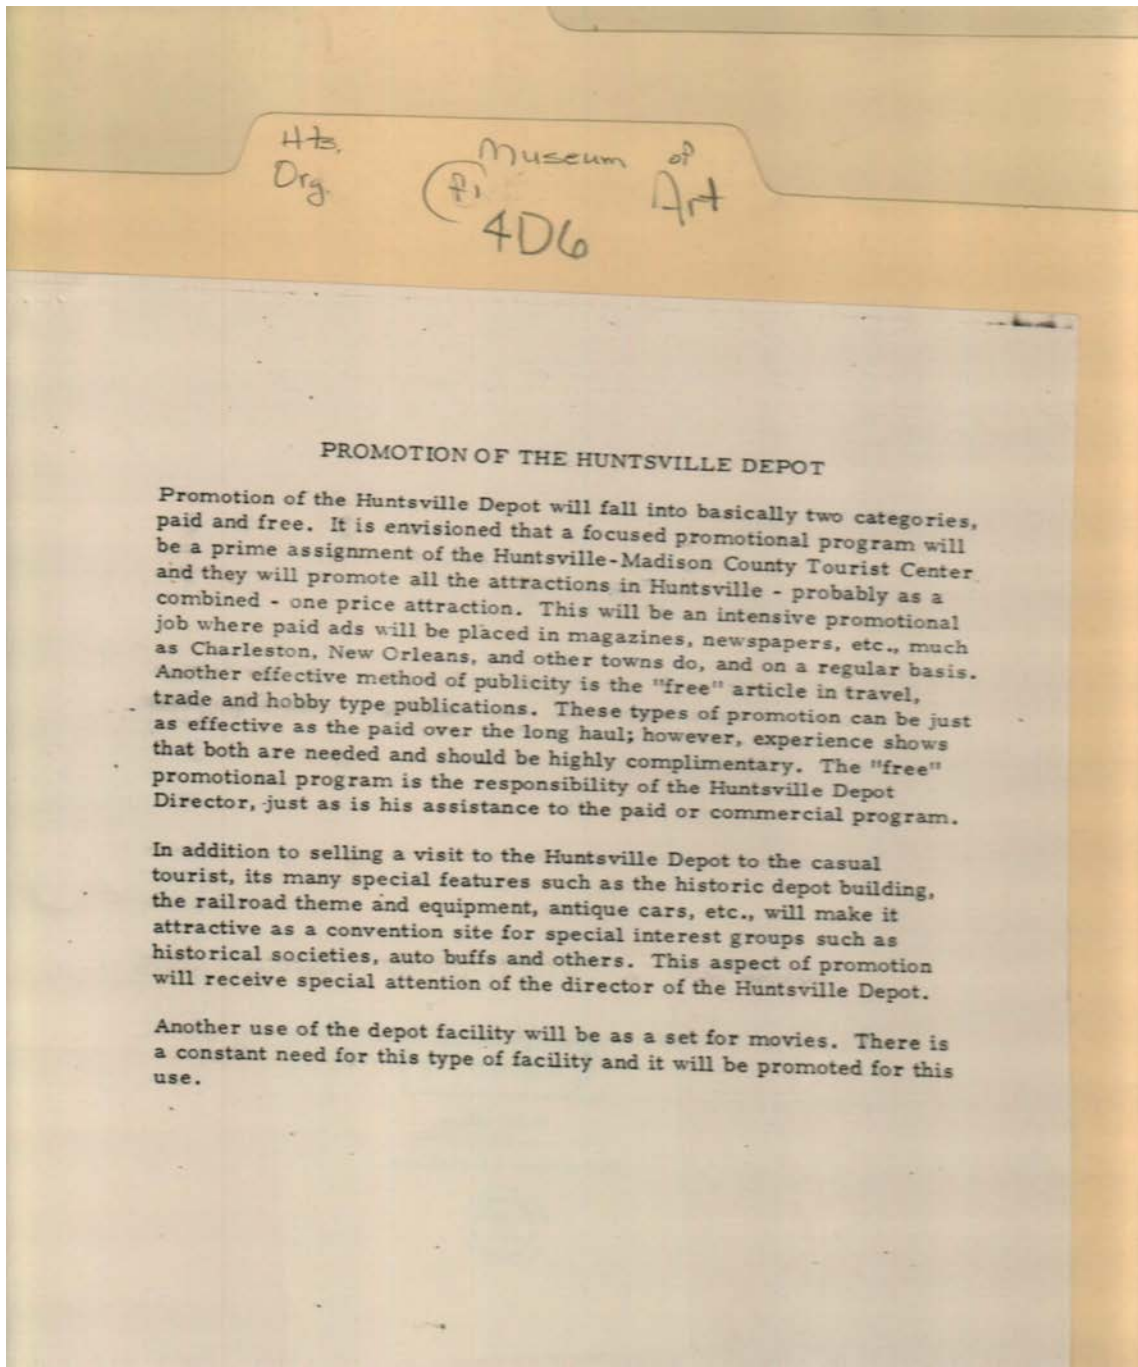 Hts. Museum of
Org. Art
4D6
PROMOTION OF THE HUNTSVILLE DEPOT
Promotion of the Huntsville Depot will fall into basically two categories,
paid and free. It is envisioned that a focused promotional program will
be a prime assignment of the Huntsville-Madison County Tourist Center
and they will promote all the attractions in Huntsville - probably as a
combined - one price attraction. This will be an intensive promotional
job where paid ads will be placed in magazines, newspapers, etc., much
as Charleston, New Orleans, and other towns do, and on a regular basis.
Another effective method of publicity is the "free" article in travel,
trade and hobby type publications. These types of promotion can be just
as effective as the paid over the long haul; however, experience shows
that both are needed and should be highly complimentary. The "free"
promotional program is the responsibility of the Huntsville Depot
Director, just as is his assistance to the paid or commercial program.
In addition to selling a visit to the Huntsville Depot to the casual
tourist, its many special features such as the historic depot building,
the railroad theme and equipment, antique cars, etc., will make it
attractive as a convention site for special interest groups such as
historical societies, auto buffs and others. This aspect of promotion
will receive special attention of the director of the Huntsville Depot.
Another use of the depot facility will be as a set for movies. There is
a constant need for this type of facility and it will be promoted for this
use.